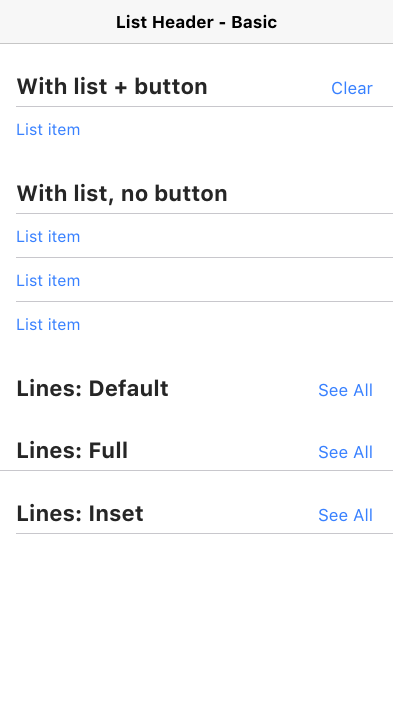 List Header - Basic
With list + button
Clear
List item
With list, no button
List item
List item
List item
Lines: Default
See All
Lines: Full
See All
Lines: Inset
See All